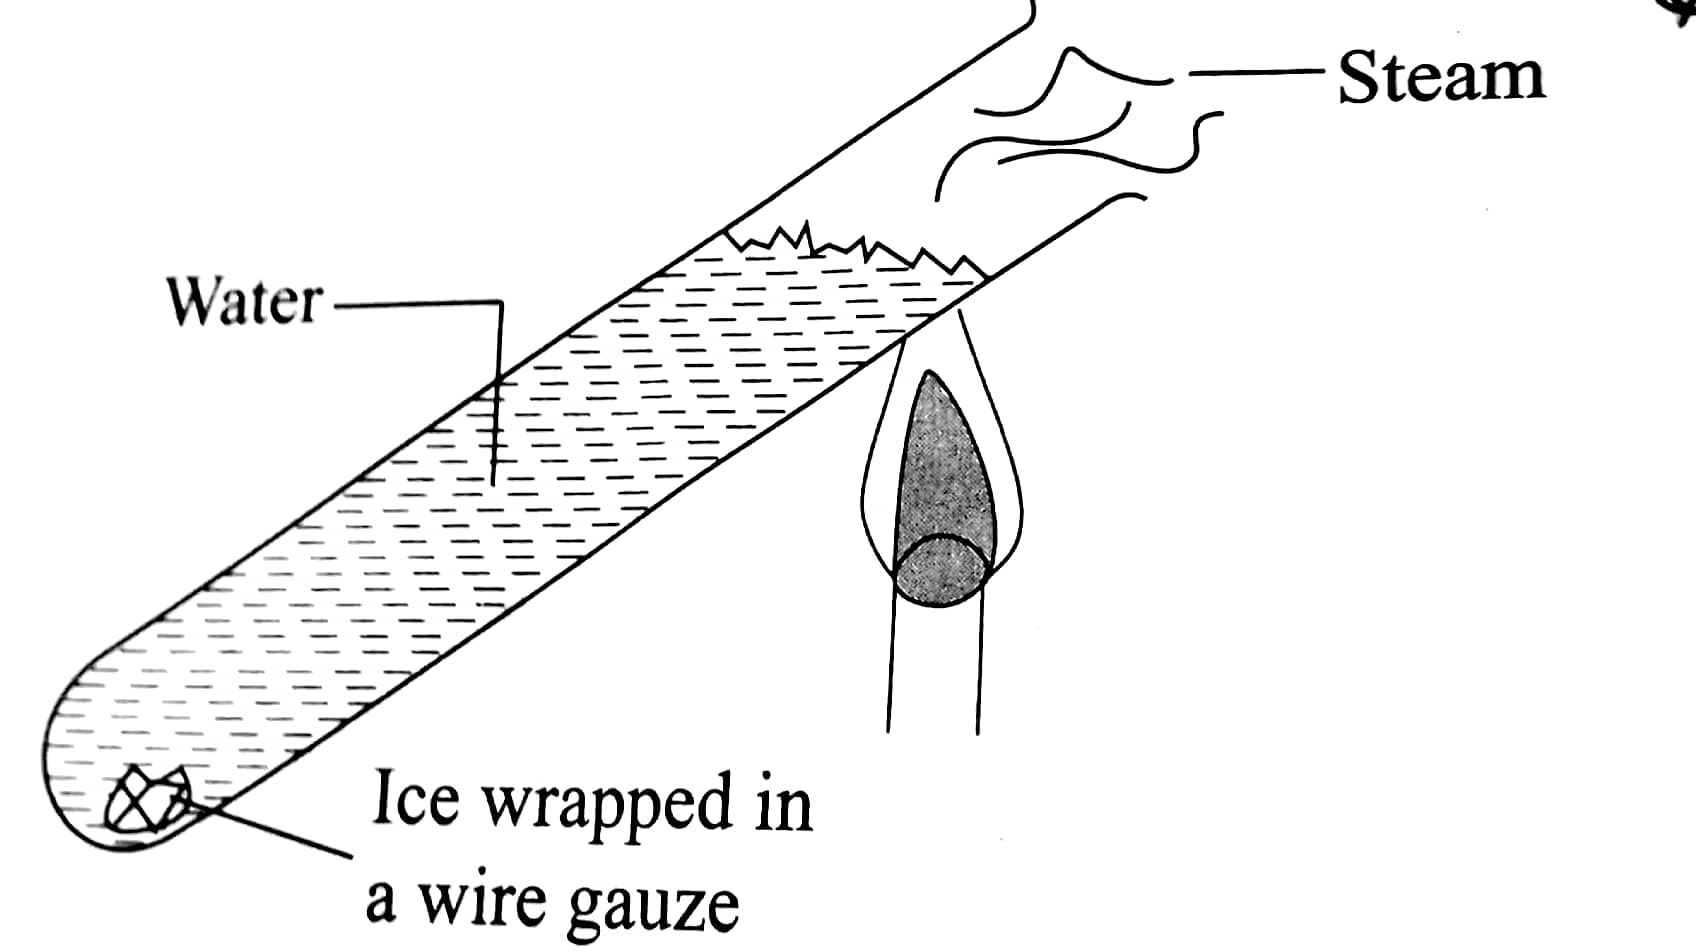 Steam
Water
Ice wrapped in
a wire gauze